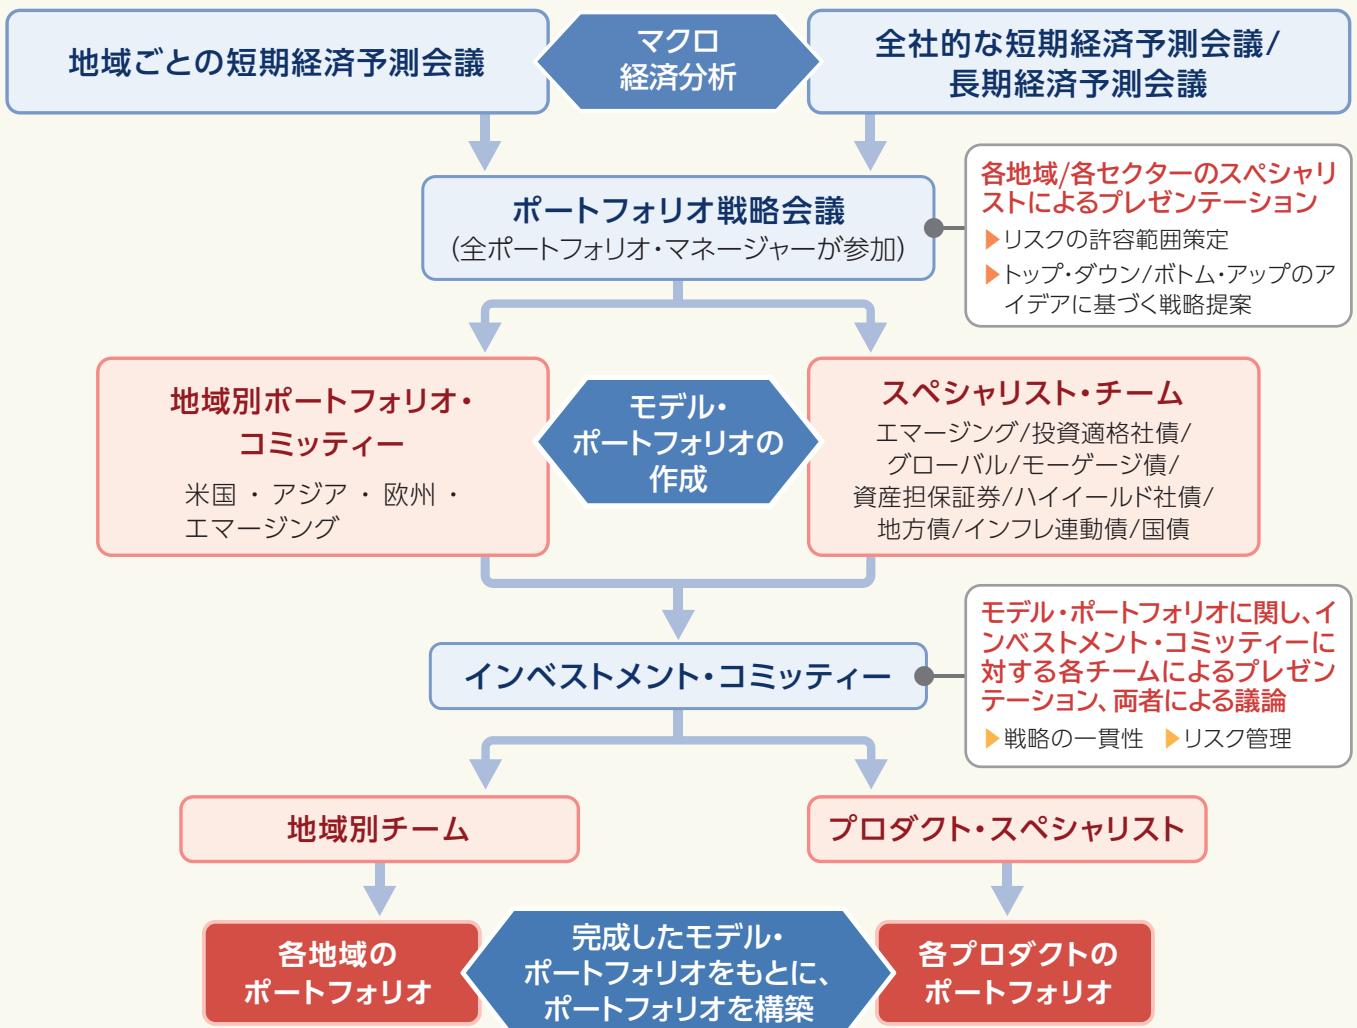 地域ごとの短期経済予測会議
マクロ
経済分析
全社的な短期経済予測会議/
長期経済予測会議
ポートフォリオ戦略会議
(全ポートフォリオ・マネージャーが参加)
各地域/各セクターのスペシャリ
ストによるプレゼンテーション
▶リスクの許容範囲策定
▶トップ・ダウン/ボトム・アップのア
イデアに基づく戦略提案
地域別ポートフォリオ・
コミッティー
米国 ・ アジア ・ 欧州 ・
エマージング
モデル・
ポートフォリオの
作成
スペシャリスト・チーム
エマージング/投資適格社債/
グローバル/モーゲージ債/
資産担保証券/ハイイールド社債/
地方債/インフレ連動債/国債
インベストメント・コミッティー
モデル・ポートフォリオに関し、イ
ンベストメント・コミッティーに
対する各チームによるプレゼン
テーション、両者による議論
▶戦略の一貫性 ▶リスク管理
地域別チーム
プロダクト・スペシャリスト
各地域の
ポートフォリオ
完成したモデル・
ポートフォリオをもとに、
ポートフォリオを構築
各プロダクトの
ポートフォリオ